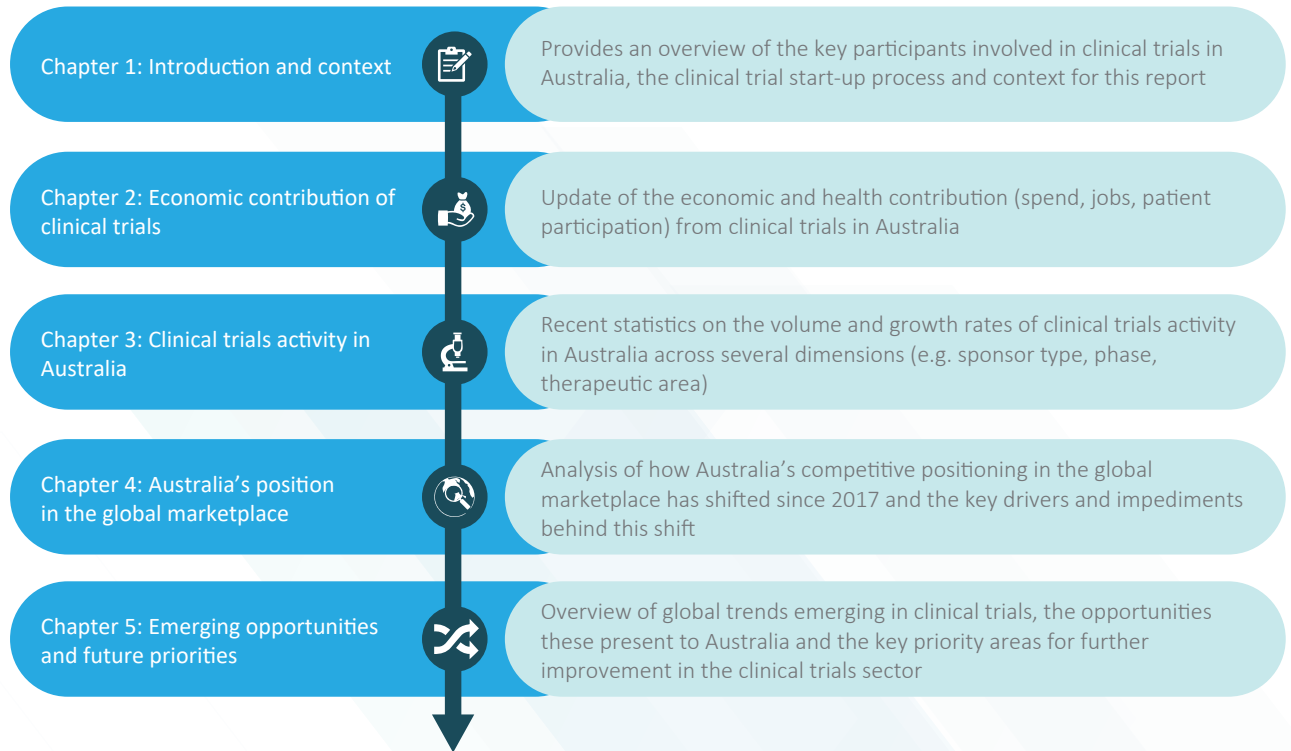 Chapter 1: Introduction and context
Provides an overview of the key participants involved in clinical trials in
Australia, the clinical trial start-up process and context for this report
Chapter 2: Economic contribution of
clinical trials
Update of the economic and health contribution (spend, jobs, patient
participation) from clinical trials in Australia
Chapter 3: Clinical trials activity in
Australia
Recent statistics on the volume and growth rates of clinical trials activity
in Australia across several dimensions (e.g. sponsor type, phase,
therapeutic area)
Chapter 4: Australia’s position
in the global marketplace
Analysis of how Australia’s competitive positioning in the global
marketplace has shifted since 2017 and the key drivers and impediments
behind this shift
Chapter 5: Emerging opportunities
and future priorities
Overview of global trends emerging in clinical trials, the opportunities
these present to Australia and the key priority areas for further
improvement in the clinical trials sector